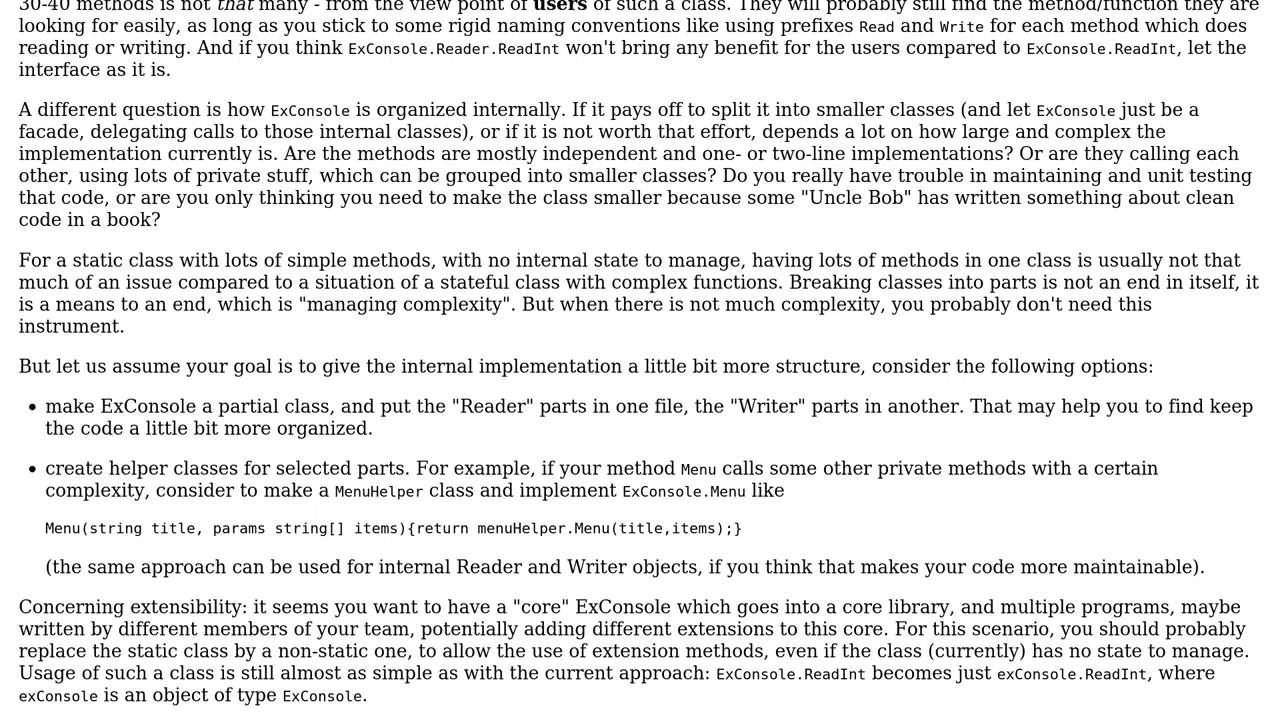 30-40 methods is not that many - from the view point of users of such a class. They will probably still find the method/function they are
looking for easily, as long as you stick to some rigid naming conventions like using prefixes Read and Write for each method which does
reading or writing. And if you think ExConsole.Reader.ReadInt won't bring any benefit for the users compared to ExConsole.ReadInt, let the
interface as it is.
A different question is how ExConsole is organized internally. If it pays off to split it into smaller classes (and let ExConsole just be a
facade, delegating calls to those internal classes), or if it is not worth that effort, depends a lot on how large and complex the
implementation currently is. Are the methods are mostly independent and one- or two-line implementations? Or are they calling each
other, using lots of private stuff, which can be grouped into smaller classes? Do you really have trouble in maintaining and unit testing
that code, or are you only thinking you need to make the class smaller because some "Uncle Bob" has written something about clean
code in a book?
For a static class with lots of simple methods, with no internal state to manage, having lots of methods in one class is usually not that
much of an issue compared to a situation of a stateful class with complex functions. Breaking classes into parts is not an end in itself, it
is a means to an end, which is "managing complexity". But when there is not much complexity, you probably don't need this
instrument.
But let us assume your goal is to give the internal implementation a little bit more structure, consider the following options:
• make ExConsole a partial class, and put the "Reader" parts in one file, the "Writer" parts in another. That may help you to find keep
the code a little bit more organized.
• create helper classes for selected parts. For example, if your method Menu calls some other private methods with a certain
complexity, consider to make a MenuHelper class and implement ExConsole.Menu like
Menu(string title, params string[] items){return menuHelper.Menu(title,items);}
(the same approach can be used for internal Reader and Writer objects, if you think that makes your code more maintainable).
Concerning extensibility: it seems you want to have a "core" ExConsole which goes into a core library, and multiple programs, maybe
written by different members of your team, potentially adding different extensions to this core. For this scenario, you should probably
replace the static class by a non-static one, to allow the use of extension methods, even if the class (currently) has no state to manage.
Usage of such a class is still almost as simple as with the current approach: ExConsole.ReadInt becomes just exConsole.ReadInt, where
exConsole is an object of type ExConsole.